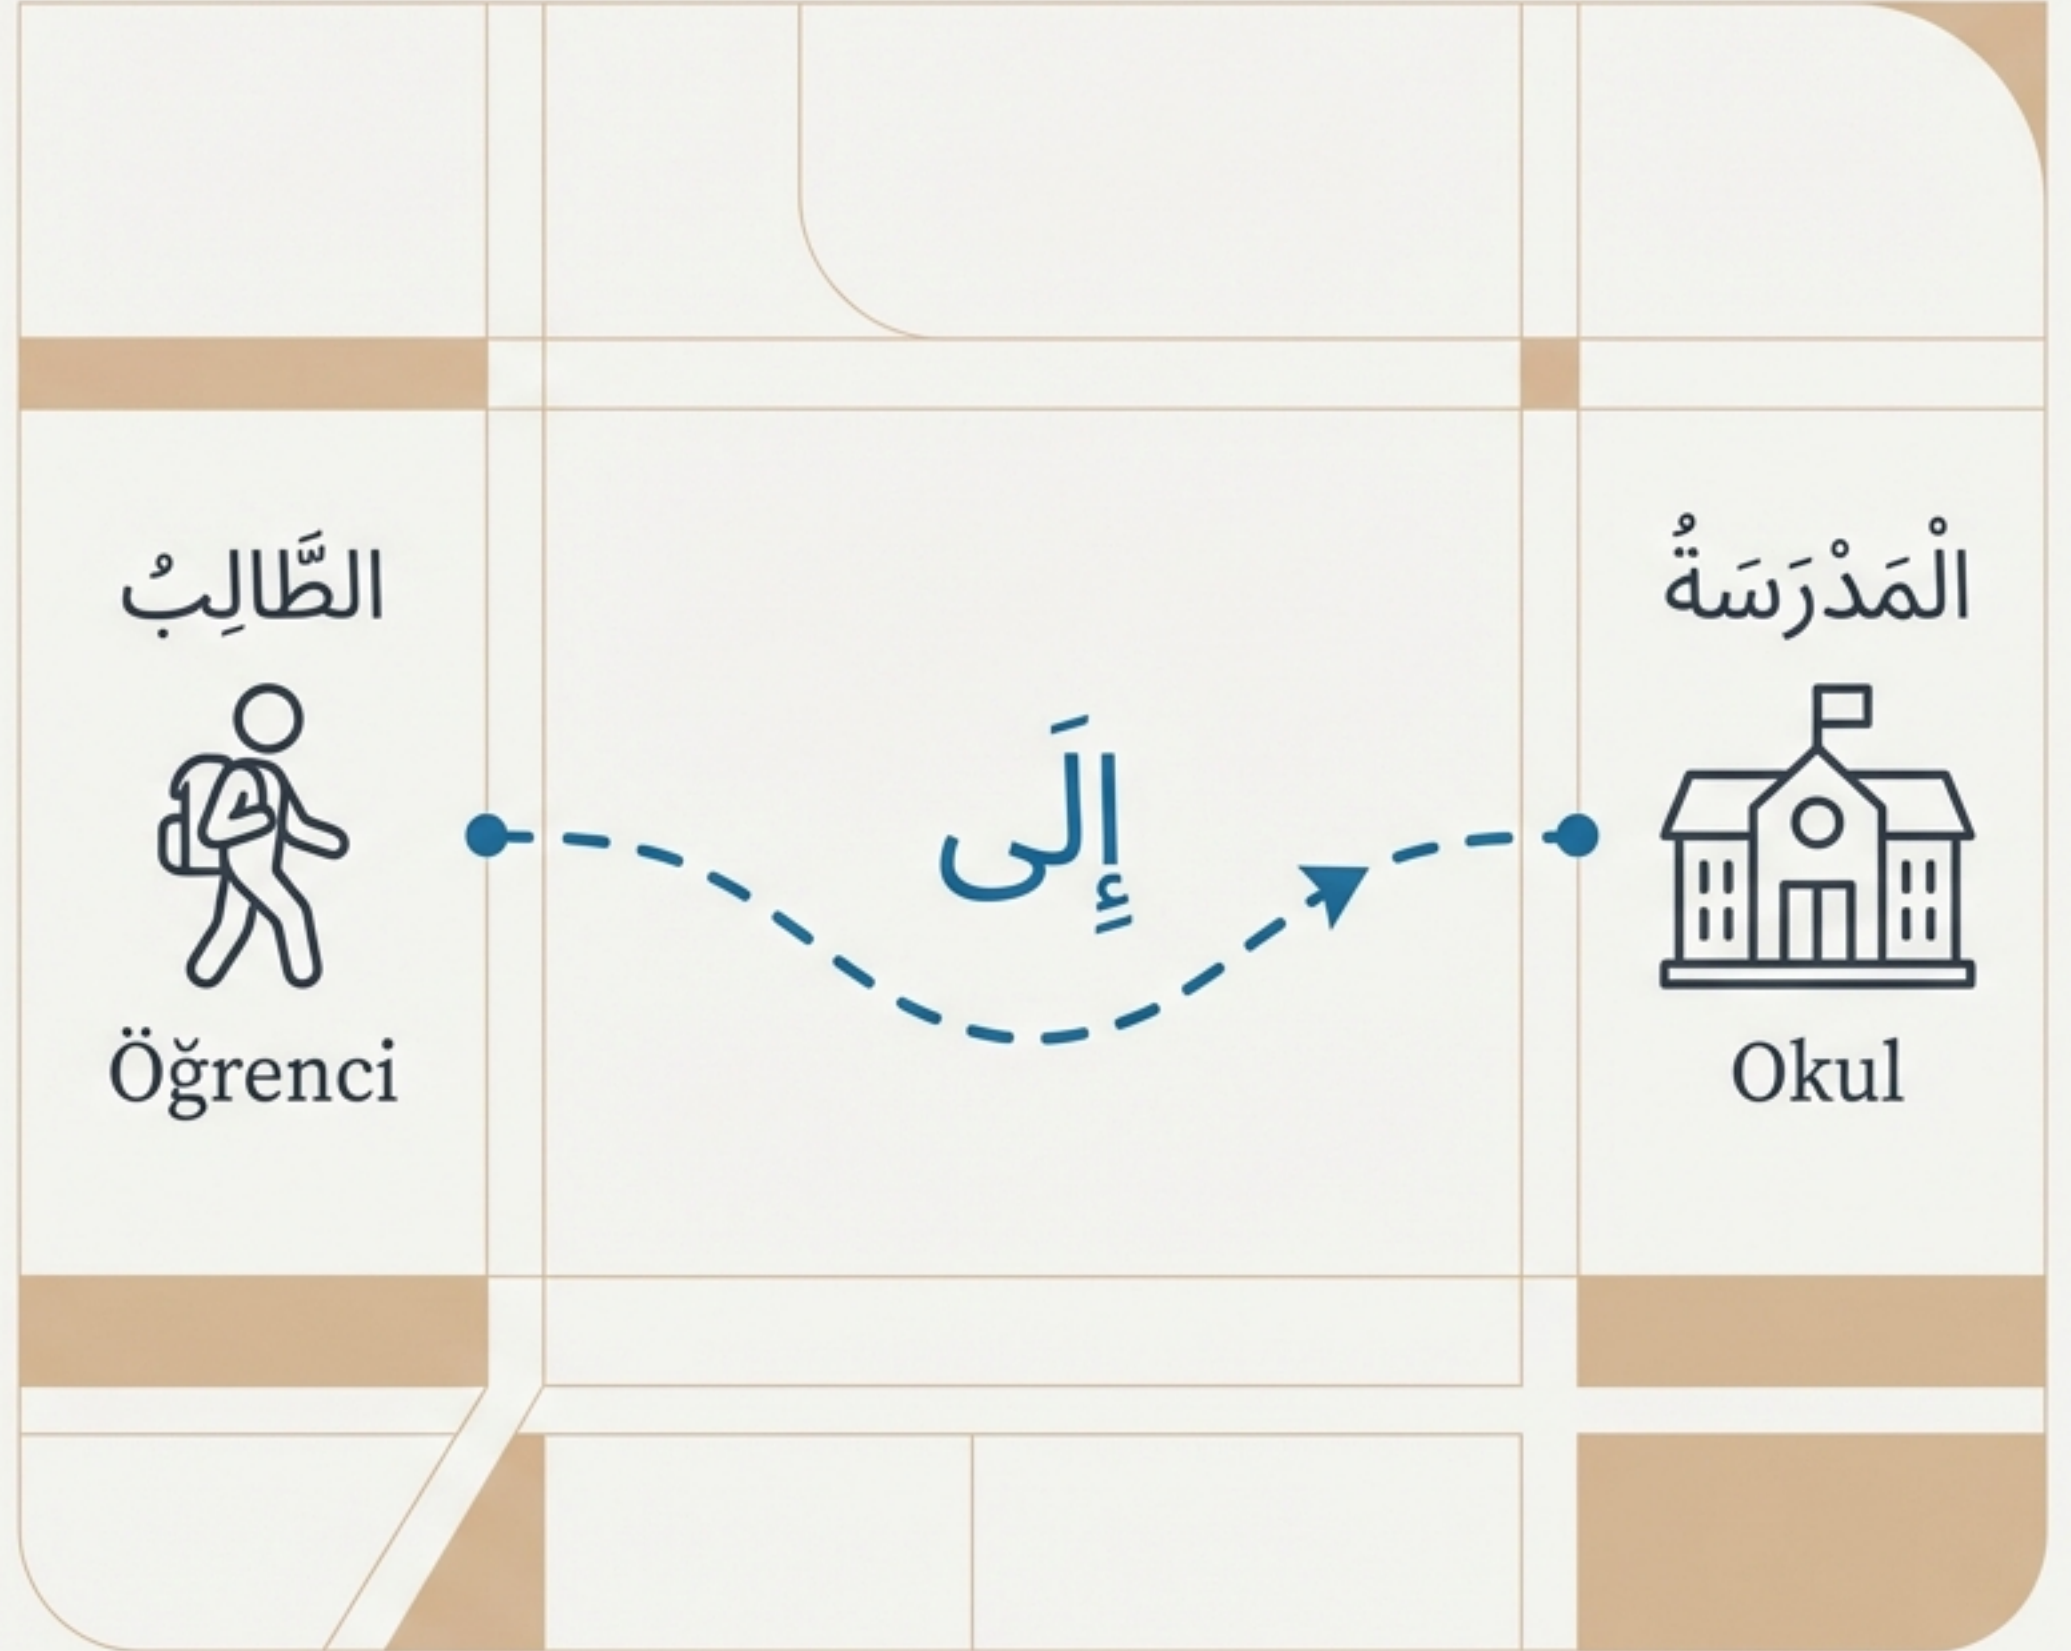 الطَّالِبُ
Öğrenci
إِلَى
الْمَدْرَسَةُ
Okul